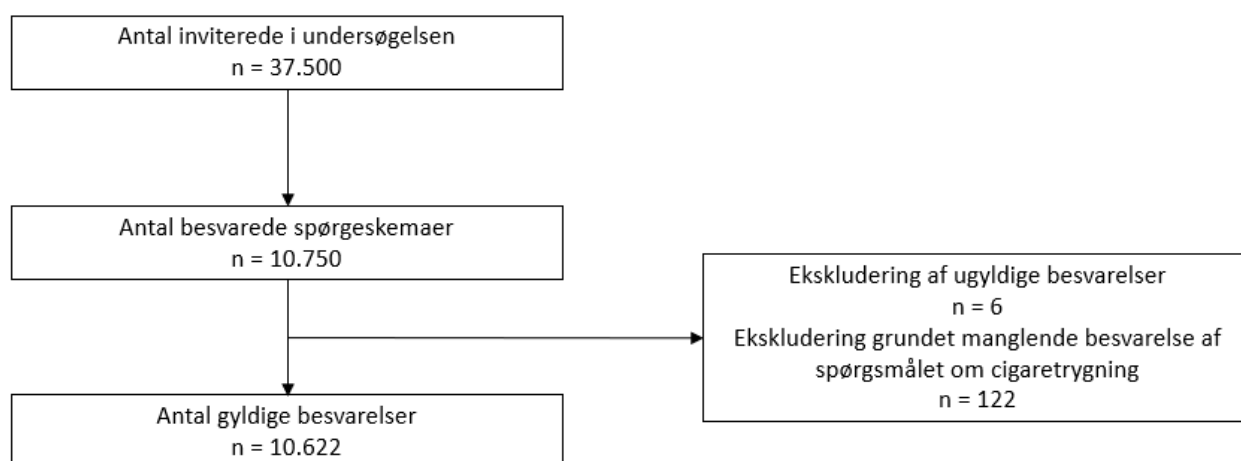 Antal inviterede i undersøgelsen
n = 37.500
Antal besvarede spørgeskemaer
n = 10.750
Ekskludering af ugyldige besvarelser
n = 6
Ekskludering grundet manglende besvarelse af
spørgsmålet om cigaretrygning
n = 122
Antal gyldige besvarelser
n = 10.622